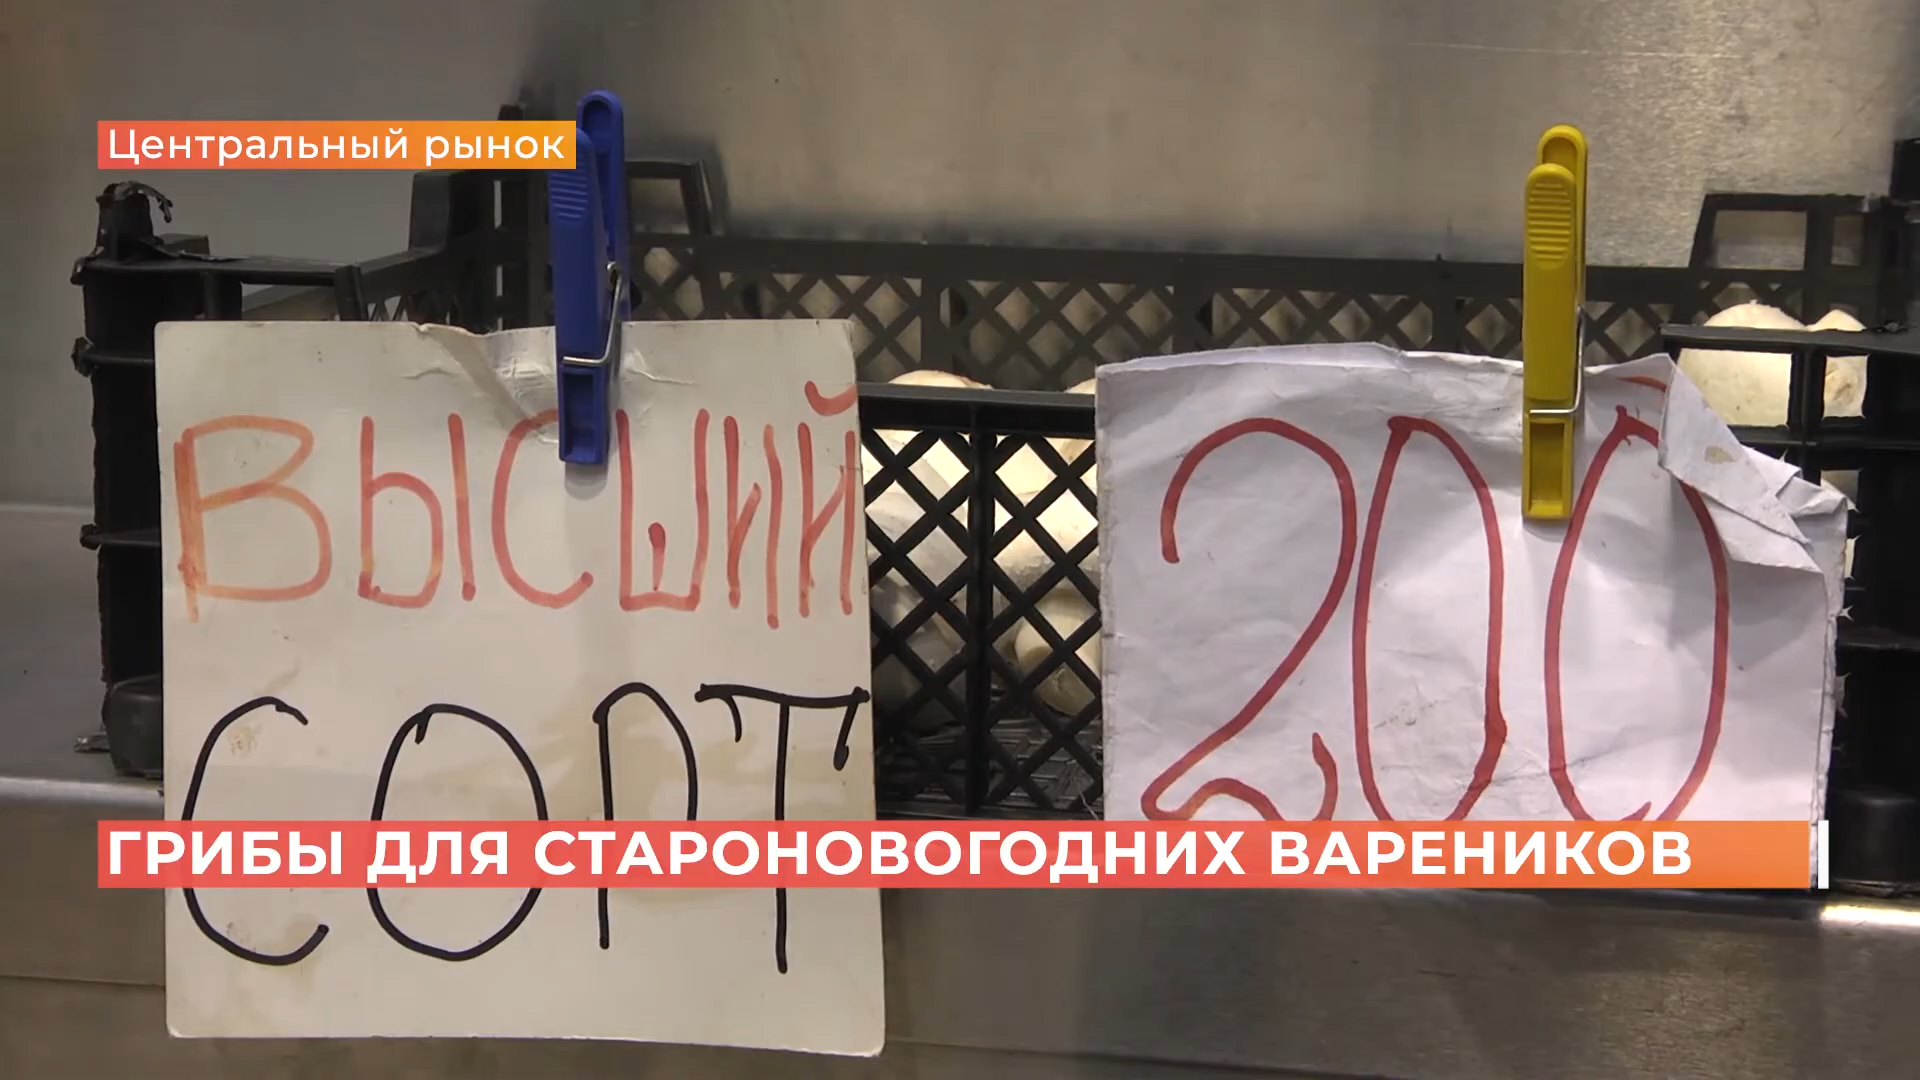 Центральный рынок
ВЫСШИЙ
СОРТ
200
ГРИБЫ ДЛЯ СТАРОНОВОГОДНИХ ВАРЕНИКОВ